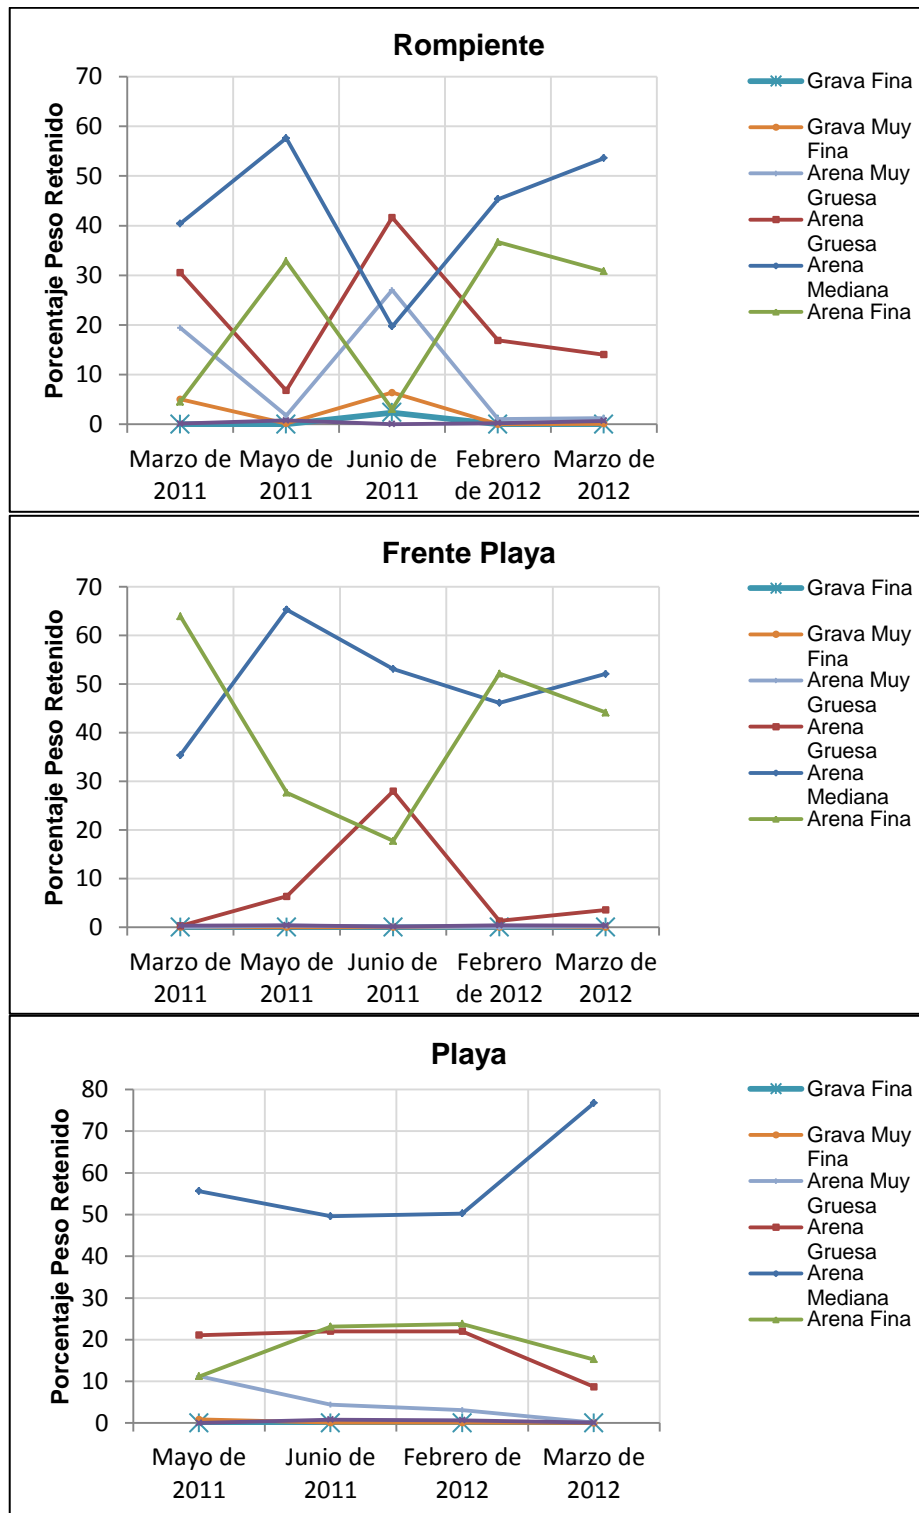 Rompiente
Porcentaje Peso Retenido
70
60
50
40
30
20
10
0
Marzo de
2011
Mayo de
2011
Junio de
2011
Febrero
de 2012
Marzo de
2012
Grava Fina
Grava Muy
Fina
Arena Muy
Gruesa
Arena
Gruesa
Arena
Mediana
Arena Fina
Frente Playa
Porcentaje Peso Retenido
70
60
50
40
30
20
10
0
Marzo de
2011
Mayo de
2011
Junio de
2011
Febrero
de 2012
Marzo de
2012
Grava Fina
Grava Muy
Fina
Arena Muy
Gruesa
Arena
Gruesa
Arena
Mediana
Arena Fina
Playa
Porcentaje Peso Retenido
80
70
60
50
40
30
20
10
0
Mayo de
2011
Junio de
2011
Febrero de
2012
Marzo de
2012
Grava Fina
Grava Muy
Fina
Arena Muy
Gruesa
Arena
Gruesa
Arena
Mediana
Arena Fina